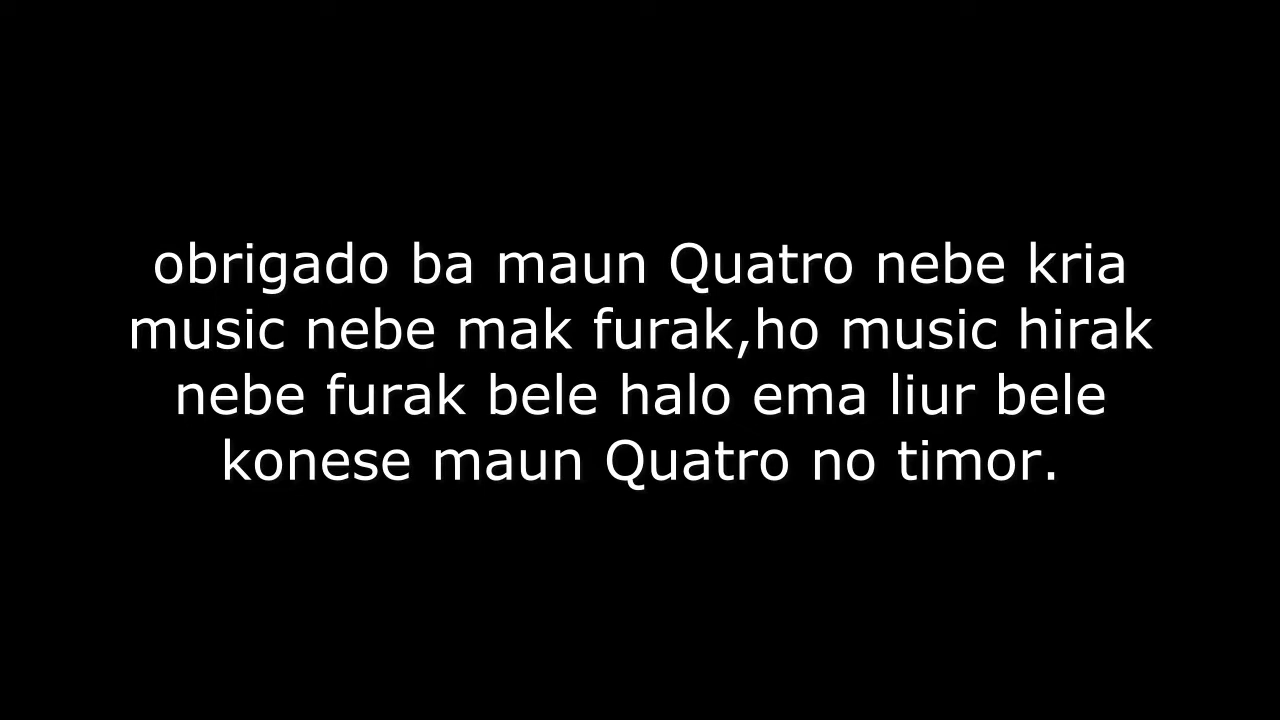 obrigado ba maun Quatro nebe kria
music nebe mak furak,ho music hirak
nebe furak bele halo ema liur bele
konese maun Quatro no timor.